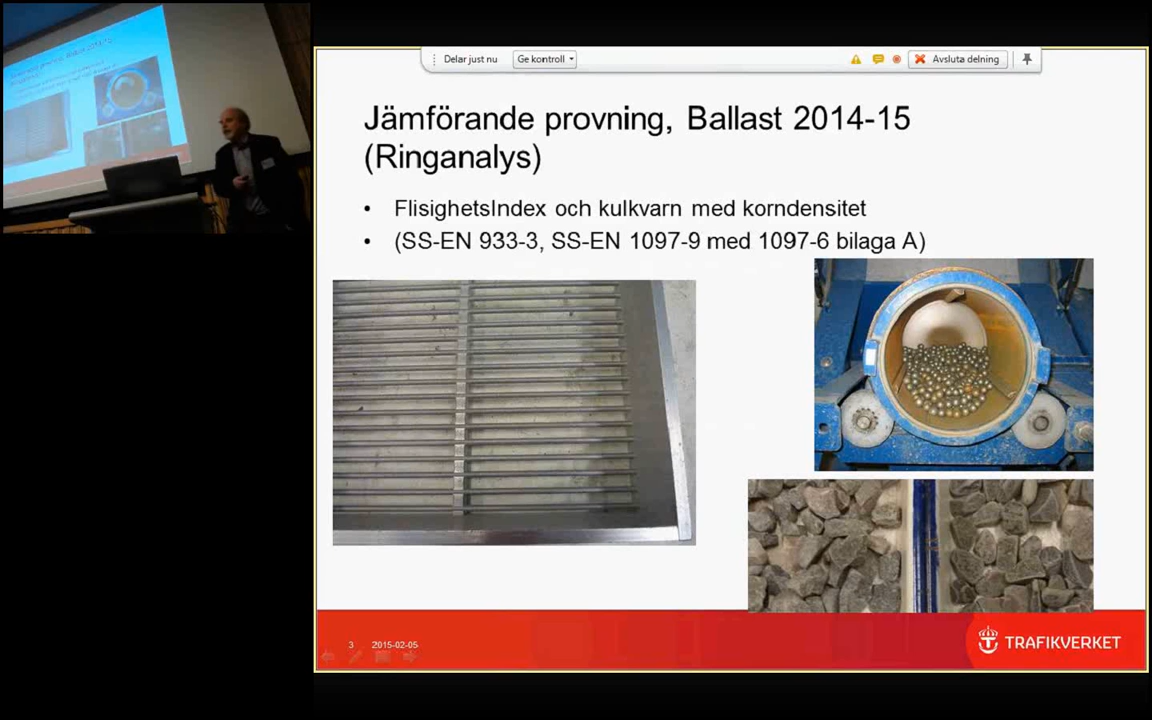 Delar just nu
Ge kontroll
Avsluta delning
Jämförande provning, Ballast 2014-15
(Ringanalys)
• FlisighetsIndex och kulkvarn med korndensitet
• (SS-EN 933-3, SS-EN 1097-9 med 1097-6 bilaga A)
3 2015-02-05
TRAFIKVERKET